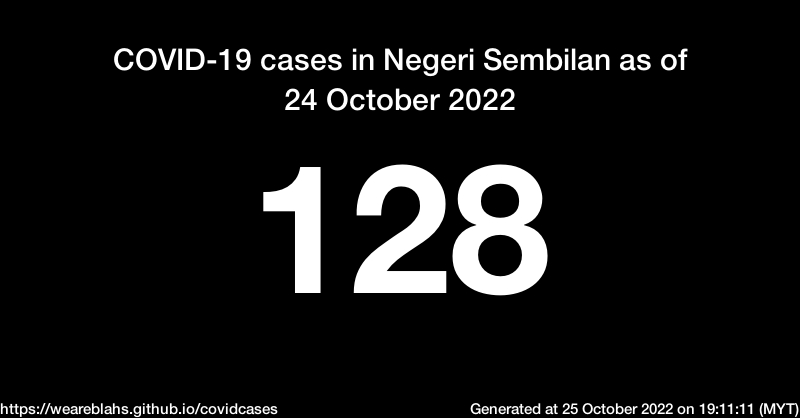 COVID-19 cases in Negeri Sembilan as of
24 October 2022
128
https://weareblahs.github.io/covidcases
Generated at 25 October 2022 on 19:11:11 (MYT)